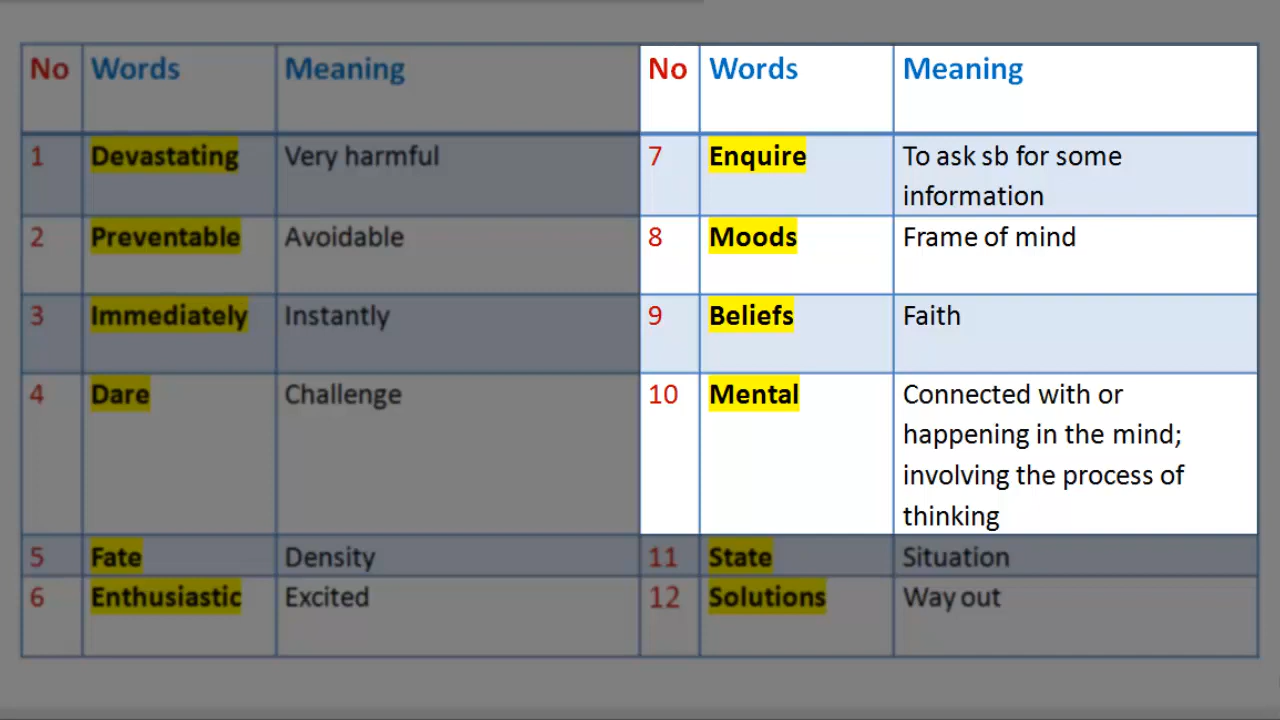 No Words Meaning No Words Meaning
1 Devastating Very harmful 7 Enquire To ask sb for some
information
2 Preventable Avoidable 8 Moods Frame of mind
3 Immediately Instantly 9 Beliefs Faith
4 Dare Challenge 10 Mental Connected with or
happening in the mind;
involving the process of
thinking
5 Fate Density 11 State Situation
6 Enthusiastic Excited 12 Solutions Way out